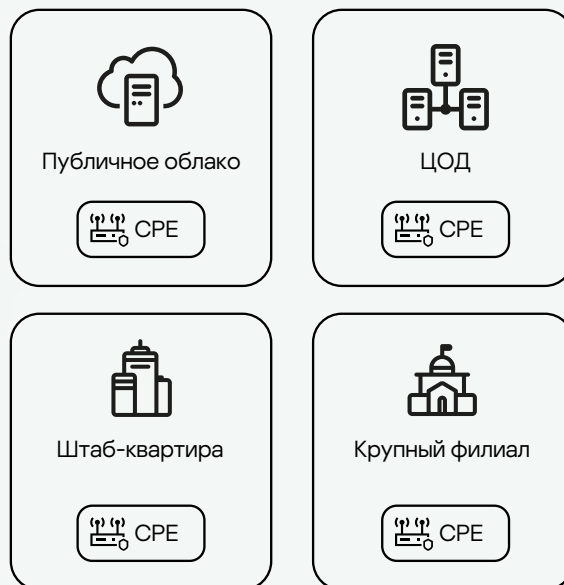 Публичное облако
CPE
ЦОД
CPE
Штаб-квартира
CPE
Крупный филиал
CPE